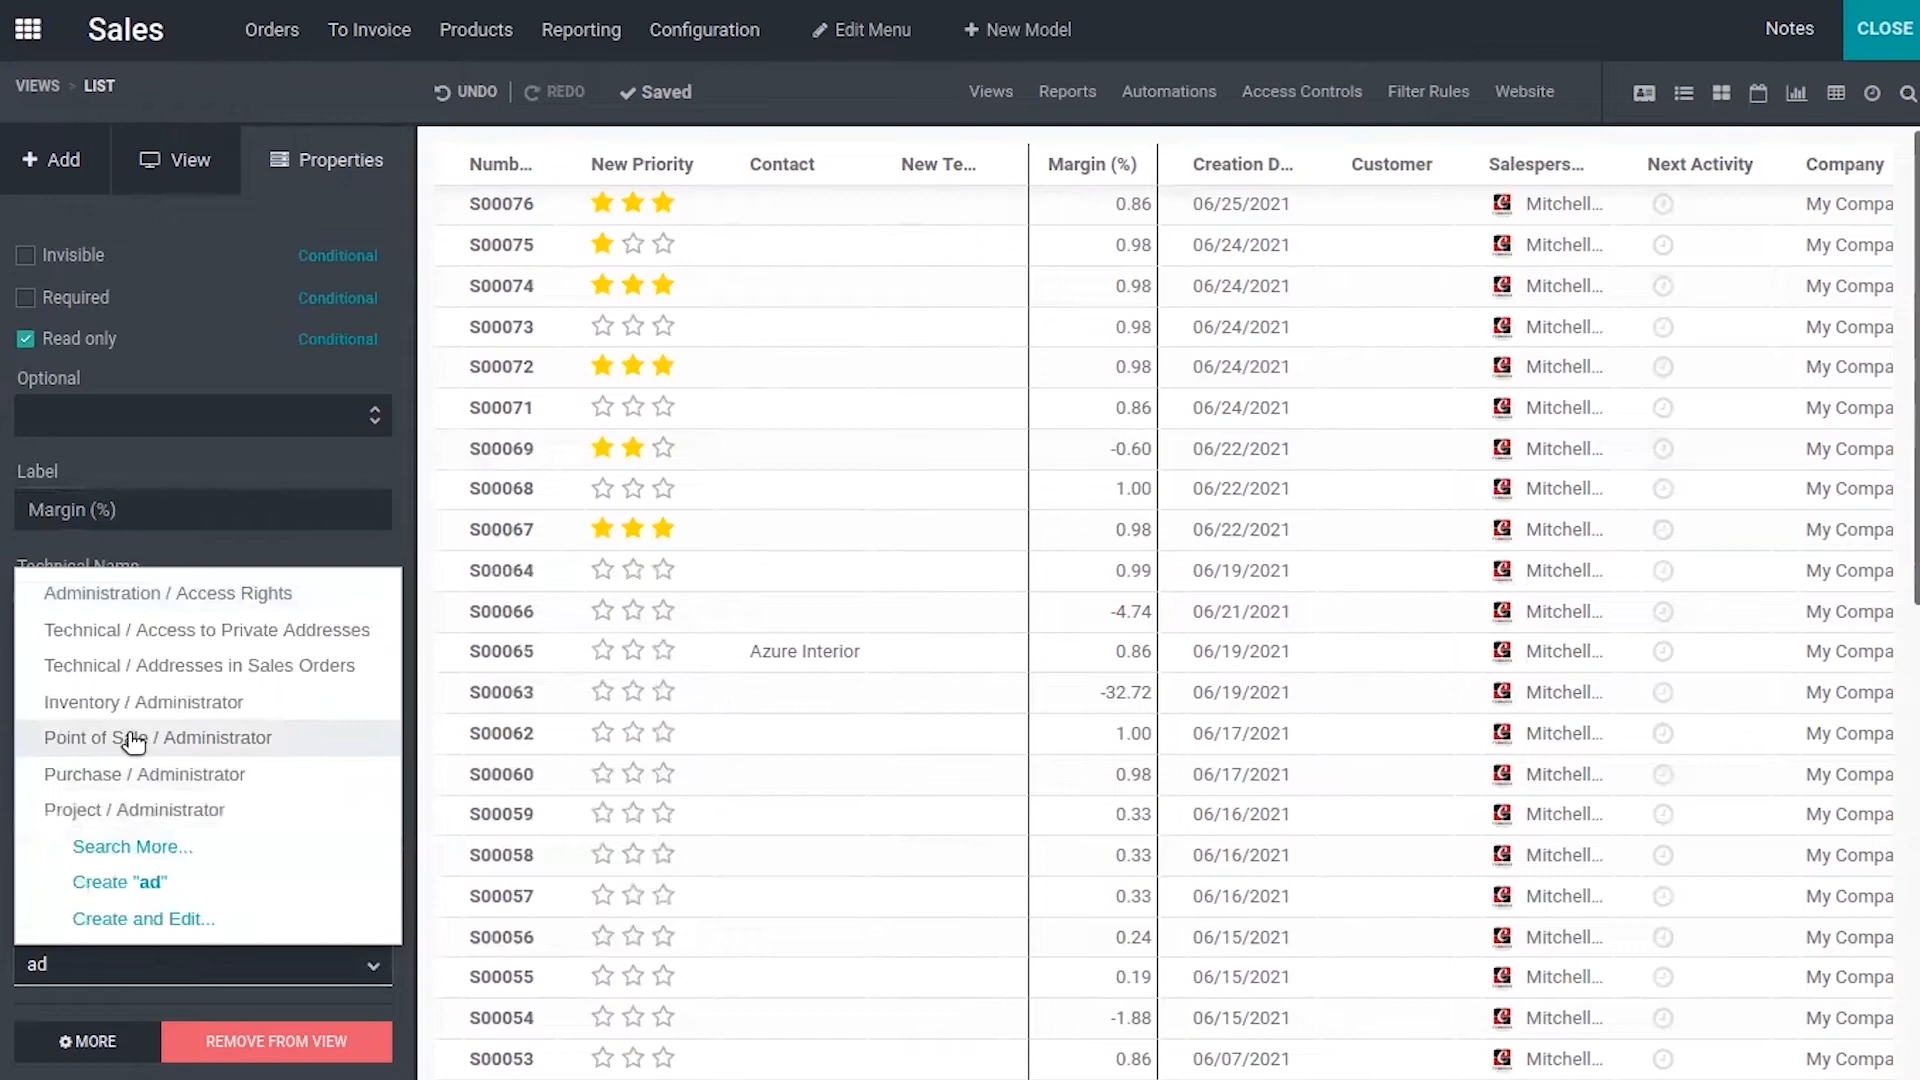 Sales Orders To Invoice Products Reporting Configuration Edit Menu + New Model Notes CLOSE
VIEWS > LIST UNDO REDO Saved Views Reports Automations Access Controls Filter Rules Website
+ Add View Properties
Invisible Conditional
Required Conditional
Read only Conditional
Optional
Label
Margin (%)
Technical Name
Administration / Access Rights
Technical / Access to Private Addresses
Technical / Addresses in Sales Orders
Inventory / Administrator
Point of Sale / Administrator
Purchase / Administrator
Project / Administrator
Search More...
Create "ad"
Create and Edit...
ad
MORE REMOVE FROM VIEW
Numb... New Priority Contact New Te... Margin (%) Creation D... Customer Salespers... Next Activity Company
S00076 0.86 06/25/2021 Mitchell... My Compa
S00075 0.98 06/24/2021 Mitchell... My Compa
S00074 0.98 06/24/2021 Mitchell... My Compa
S00073 0.98 06/24/2021 Mitchell... My Compa
S00072 0.98 06/24/2021 Mitchell... My Compa
S00071 0.86 06/24/2021 Mitchell... My Compa
S00069 -0.60 06/22/2021 Mitchell... My Compa
S00068 1.00 06/22/2021 Mitchell... My Compa
S00067 0.98 06/22/2021 Mitchell... My Compa
S00064 0.99 06/19/2021 Mitchell... My Compa
S00066 -4.74 06/21/2021 Mitchell... My Compa
S00065 Azure Interior 0.86 06/19/2021 Mitchell... My Compa
S00063 -32.72 06/19/2021 Mitchell... My Compa
S00062 1.00 06/17/2021 Mitchell... My Compa
S00060 0.98 06/17/2021 Mitchell... My Compa
S00059 0.33 06/16/2021 Mitchell... My Compa
S00058 0.33 06/16/2021 Mitchell... My Compa
S00057 0.33 06/16/2021 Mitchell... My Compa
S00056 0.24 06/15/2021 Mitchell... My Compa
S00055 0.19 06/15/2021 Mitchell... My Compa
S00054 -1.88 06/15/2021 Mitchell... My Compa
S00053 0.86 06/07/2021 Mitchell... My Compa